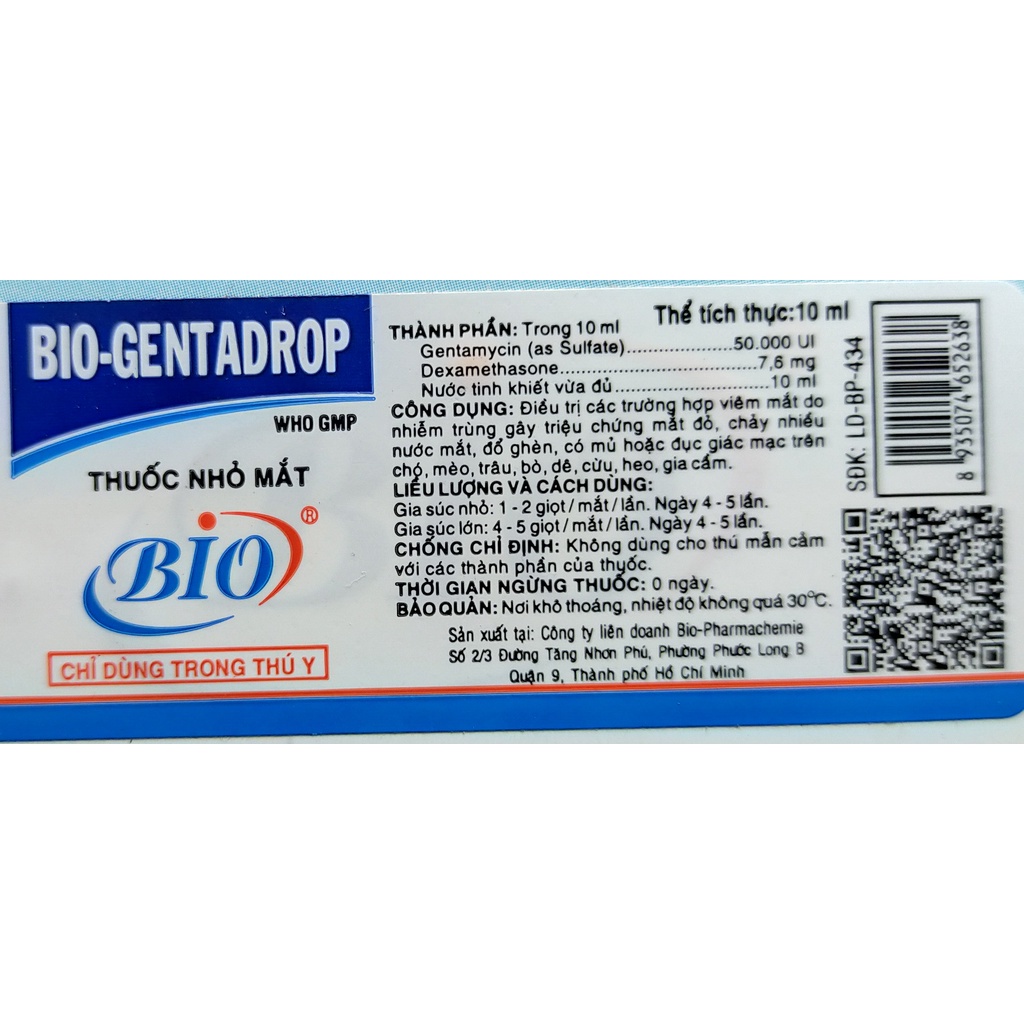 BIO-GENTADROP
WHO GMP
THUỐC NHỎ MẮT
BIO®
CHỈ DÙNG TRONG THÚ Y
Thể tích thực:10 ml
THÀNH PHẦN: Trong 10 ml
Gentamycin (as Sulfate)....................50.000 UI
Dexamethasone.....................................7,6 mg
Nước tinh khiết vừa đủ.............................10 ml
CÔNG DỤNG: Điều trị các trường hợp viêm mắt do
nhiễm trùng gây triệu chứng mắt đỏ, chảy nhiều
nước mắt, đổ ghèn, có mủ hoặc đục giác mạc trên
chó, mèo, trâu, bò, dê, cừu, heo, gia cầm.
LIỀU LƯỢNG VÀ CÁCH DÙNG:
Gia súc nhỏ: 1 - 2 giọt / mắt / lần. Ngày 4 - 5 lần.
Gia súc lớn: 4 - 5 giọt / mắt / lần. Ngày 4 - 5 lần.
CHỐNG CHỈ ĐỊNH: Không dùng cho thú mẫn cảm
với các thành phần của thuốc.
THỜI GIAN NGỪNG THUỐC: 0 ngày.
BẢO QUẢN: Nơi khô thoáng, nhiệt độ không quá 30°C.
Sản xuất tại: Công ty liên doanh Bio-Pharmachemie
Số 2/3 Đường Tăng Nhơn Phú, Phường Phước Long B
Quận 9, Thành phố Hồ Chí Minh
SĐK: LD-BP-434
8 935074 652638